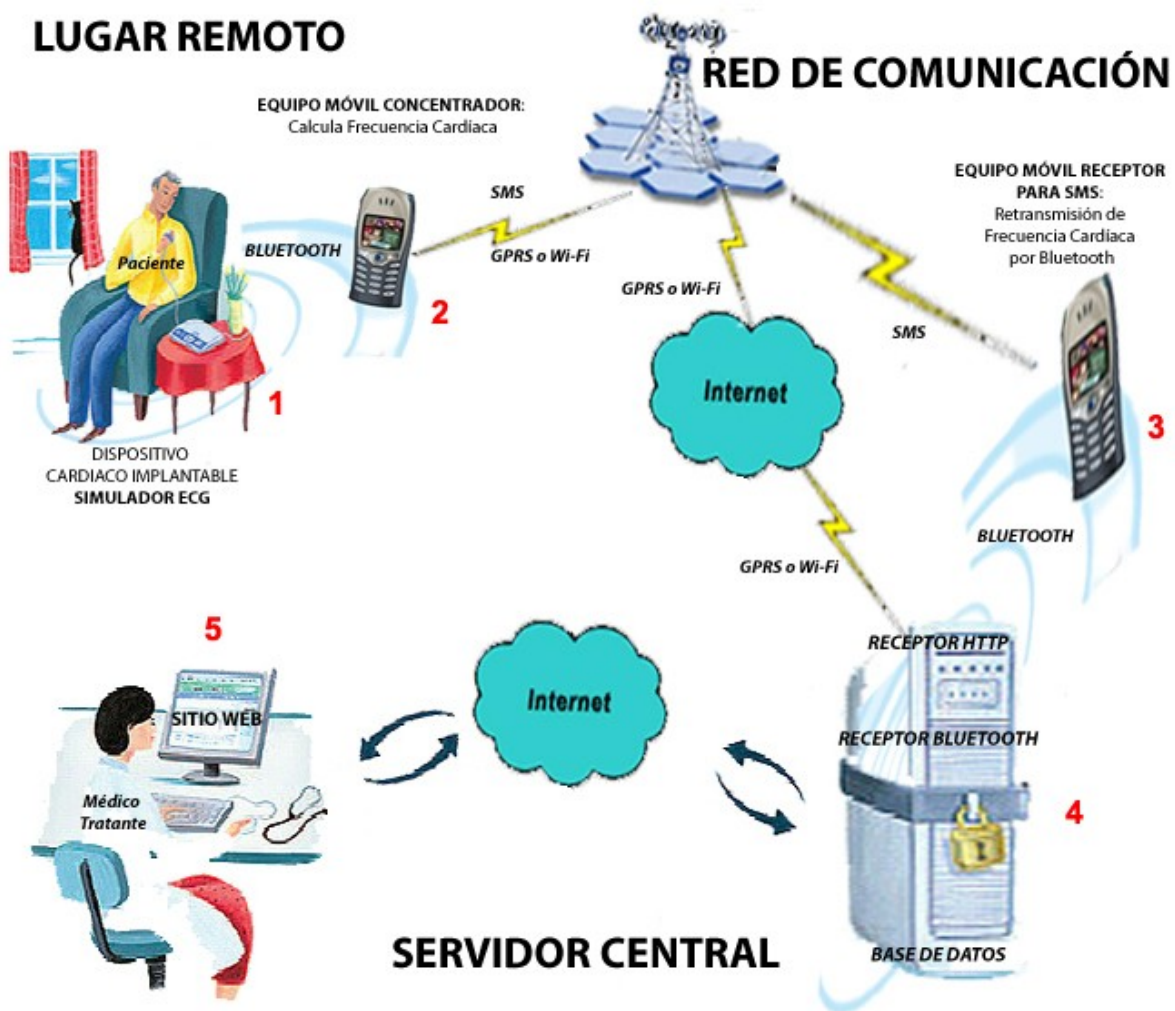 LUGAR REMOTO
RED DE COMUNICACIÓN
EQUIPO MÓVIL CONCENTRADOR:
Calcula Frecuencia Cardíaca
Paciente
BLUETOOTH
2
SMS
GPRS o Wi-Fi
1
DISPOSITIVO
CARDIACO IMPLANTABLE
SIMULADOR ECG
GPRS o Wi-Fi
SMS
EQUIPO MÓVIL RECEPTOR
PARA SMS:
Retransmisión de
Frecuencia Cardíaca
por Bluetooth
3
Internet
BLUETOOTH
GPRS o Wi-Fi
RECEPTOR HTTP
RECEPTOR BLUETOOTH
4
BASE DE DATOS
Internet
5
SITIO WEB
Médico
Tratante
SERVIDOR CENTRAL